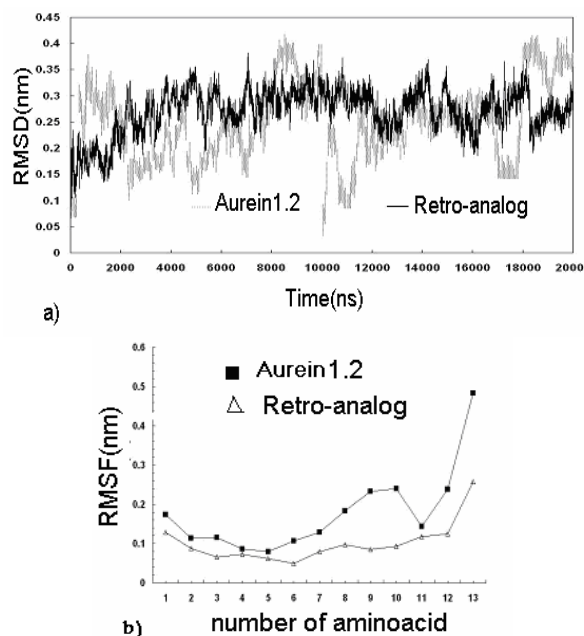 0.45
0.4
0.35
0.3
0.25
0.2
0.15
0.1
0.05
0
RMSD(nm)
Aurein1.2
Retro-analog
0 2000 4000 6000 8000 10000 12000 14000 16000 18000 2000
Time(ns)
a)
0.6
0.5
0.4
0.3
0.2
0.1
0
RMSF(nm)
Aurein1.2
Retro-analog
1 2 3 4 5 6 7 8 9 10 11 12 13
number of aminoacid
b)